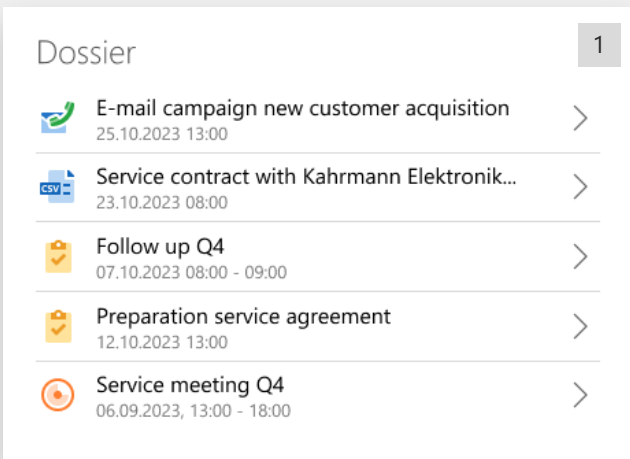 Dossier
1
E-mail campaign new customer acquisition
25.10.2023 13:00
CSV
Service contract with Kahrmann Elektronik...
23.10.2023 08:00
Follow up Q4
07.10.2023 08:00 - 09:00
Preparation service agreement
12.10.2023 13:00
Service meeting Q4
06.09.2023, 13:00 - 18:00